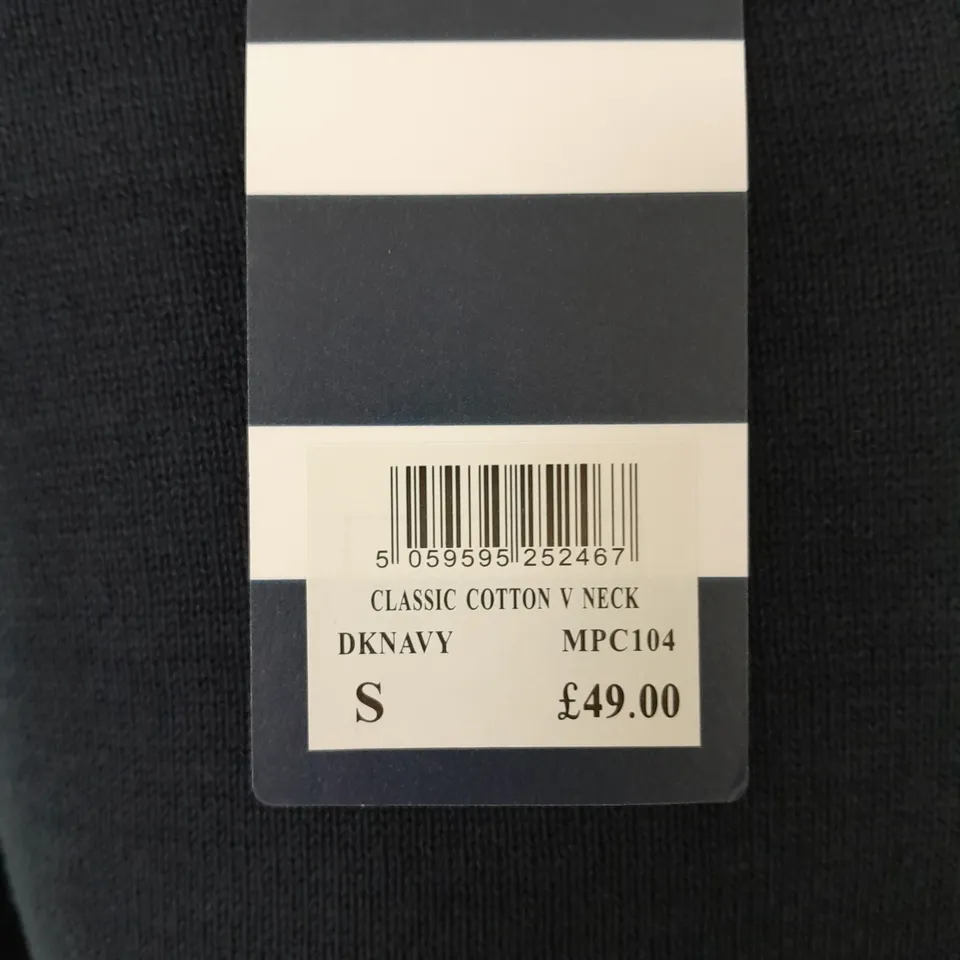 5 059595 252467
CLASSIC COTTON V NECK
DKNAVY MPC104
S £49.00